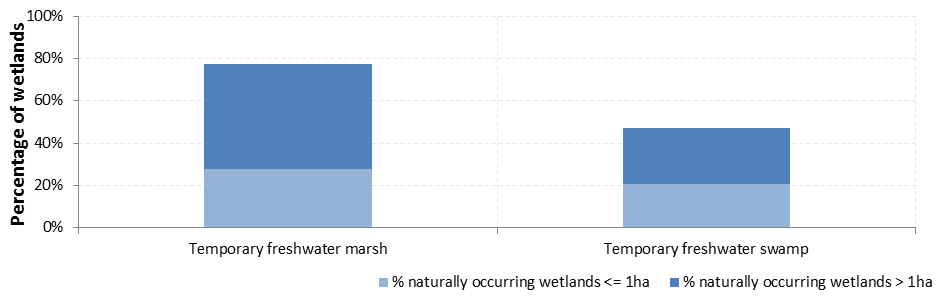 Percentage of wetlands
100%
80%
60%
40%
20%
0%
Temporary freshwater marsh
Temporary freshwater swamp
% naturally occurring wetlands <= 1ha
% naturally occurring wetlands > 1ha